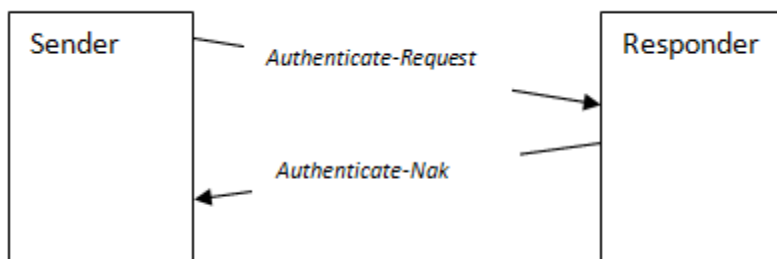 Sender
Responder
Authenticate-Request
Authenticate-Nak